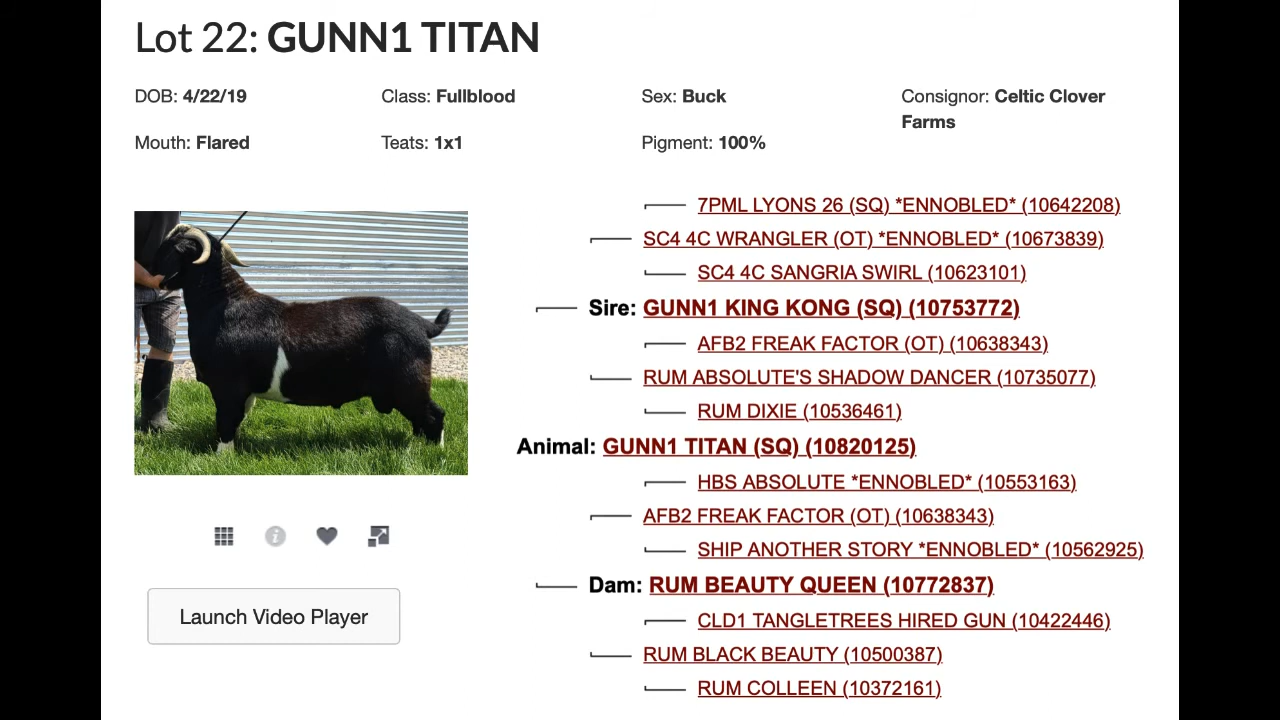 Lot 22: GUNN1 TITAN
DOB: 4/22/19
Class: Fullblood
Sex: Buck
Consignor: Celtic Clover
Farms
Mouth: Flared
Teats: 1x1
Pigment: 100%
7PML LYONS 26 (SQ) *ENNOBLED* (10642208)
SC4 4C WRANGLER (OT) *ENNOBLED* (10673839)
SC4 4C SANGRIA SWIRL (10623101)
Sire: GUNN1 KING KONG (SQ) (10753772)
AFB2 FREAK FACTOR (OT) (10638343)
RUM ABSOLUTE'S SHADOW DANCER (10735077)
RUM DIXIE (10536461)
Animal: GUNN1 TITAN (SQ) (10820125)
HBS ABSOLUTE *ENNOBLED* (10553163)
AFB2 FREAK FACTOR (OT) (10638343)
SHIP ANOTHER STORY *ENNOBLED* (10562925)
Dam: RUM BEAUTY QUEEN (10772837)
CLD1 TANGLETREES HIRED GUN (10422446)
RUM BLACK BEAUTY (10500387)
RUM COLLEEN (10372161)
Launch Video Player